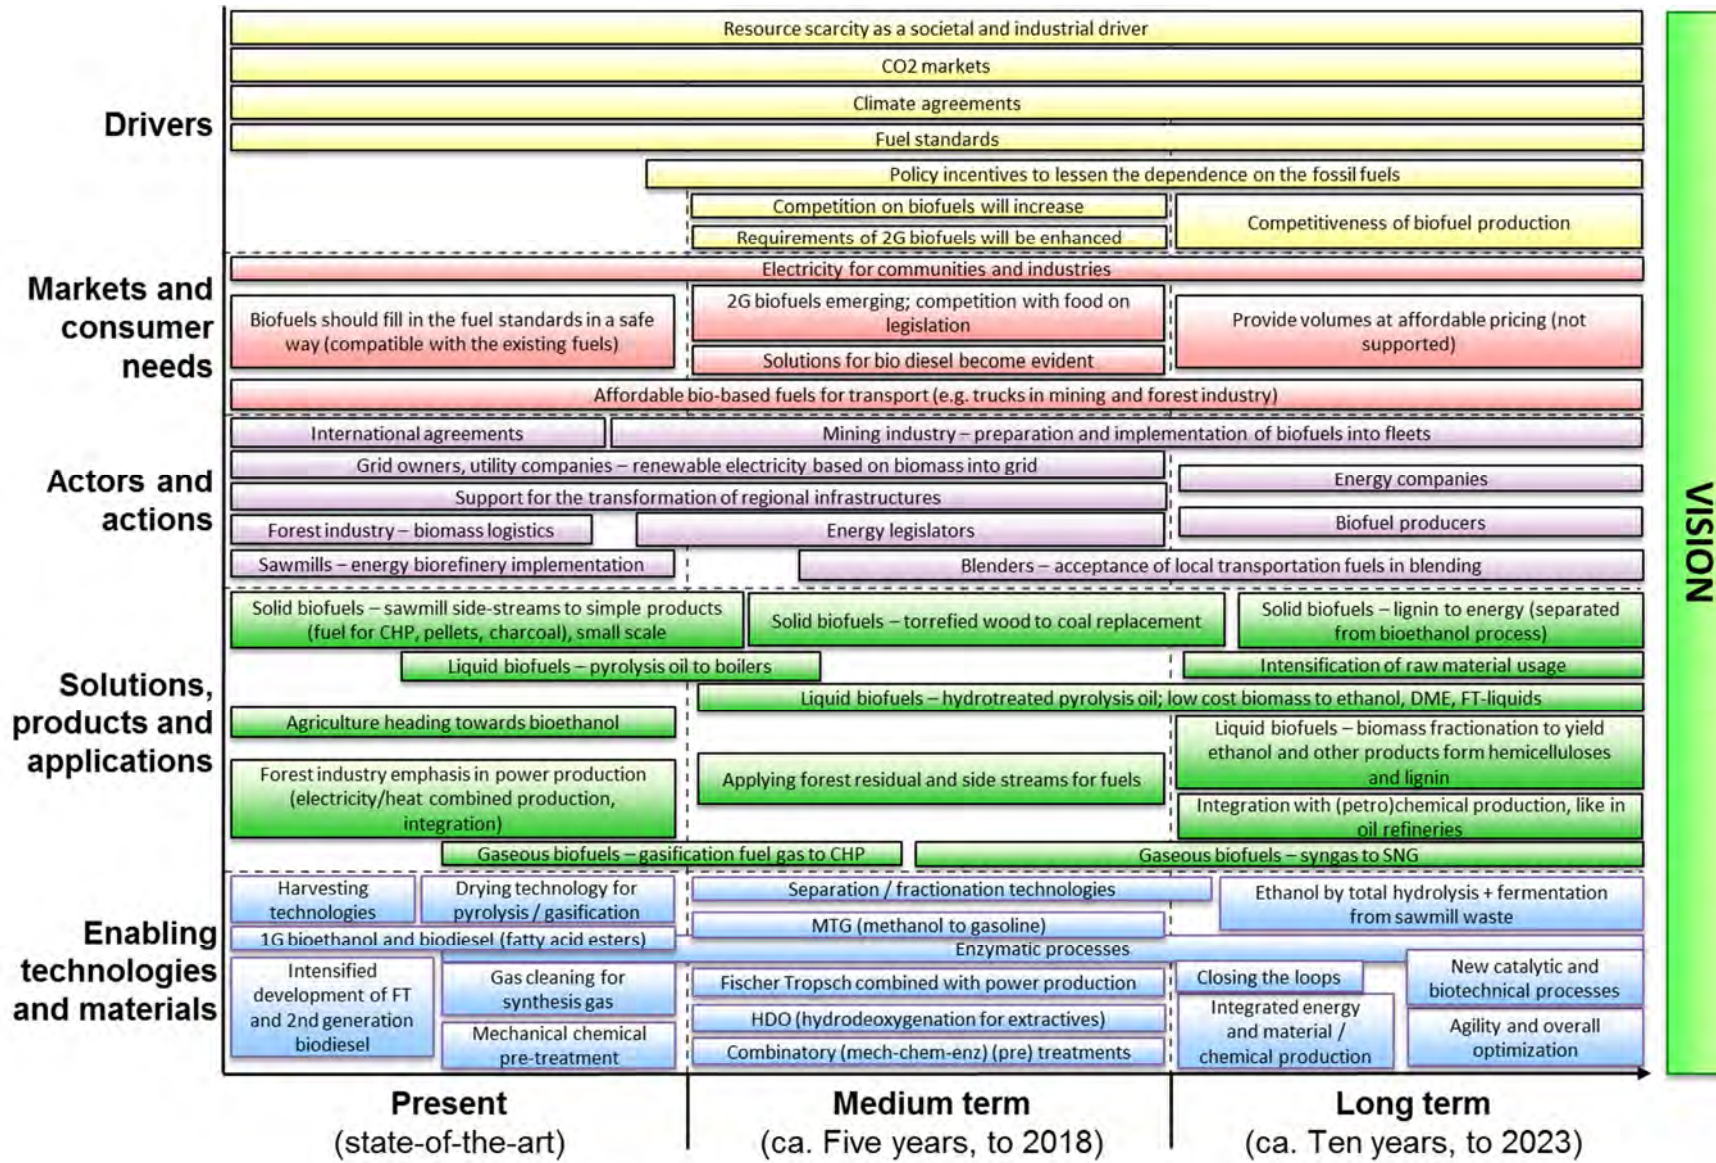 Drivers
Resource scarcity as a societal and industrial driver
CO2 markets
Climate agreements
Fuel standards
Policy incentives to lessen the dependence on the fossil fuels
Competition on biofuels will increase
Requirements of 2G biofuels will be enhanced
Competitiveness of biofuel production
Markets and
consumer
needs
Electricity for communities and industries
Biofuels should fill in the fuel standards in a safe
way (compatible with the existing fuels)
2G biofuels emerging; competition with food on
legislation
Solutions for bio diesel become evident
Provide volumes at affordable pricing (not
supported)
Affordable bio-based fuels for transport (e.g. trucks in mining and forest industry)
Actors and
actions
International agreements
Mining industry – preparation and implementation of biofuels into fleets
Grid owners, utility companies – renewable electricity based on biomass into grid
Energy companies
Support for the transformation of regional infrastructures
Forest industry – biomass logistics
Energy legislators
Biofuel producers
Sawmills – energy biorefinery implementation
Blenders – acceptance of local transportation fuels in blending
Solutions,
products and
applications
Solid biofuels – sawmill side-streams to simple products
(fuel for CHP, pellets, charcoal), small scale
Solid biofuels – torrefied wood to coal replacement
Solid biofuels – lignin to energy (separated
from bioethanol process)
Liquid biofuels – pyrolysis oil to boilers
Intensification of raw material usage
Liquid biofuels – hydrotreated pyrolysis oil; low cost biomass to ethanol, DME, FT-liquids
Agriculture heading towards bioethanol
Liquid biofuels – biomass fractionation to yield
ethanol and other products form hemicelluloses
and lignin
Forest industry emphasis in power production
(electricity/heat combined production,
integration)
Applying forest residual and side streams for fuels
Integration with (petro)chemical production, like in
oil refineries
Gaseous biofuels – gasification fuel gas to CHP
Gaseous biofuels – syngas to SNG
Enabling
technologies
and materials
Harvesting
technologies
Drying technology for
pyrolysis / gasification
Separation / fractionation technologies
Ethanol by total hydrolysis + fermentation
from sawmill waste
MTG (methanol to gasoline)
1G bioethanol and biodiesel (fatty acid esters)
Enzymatic processes
Intensified
development of FT
and 2nd generation
biodiesel
Gas cleaning for
synthesis gas
Fischer Tropsch combined with power production
Closing the loops
New catalytic and
biotechnical processes
Mechanical chemical
pre-treatment
HDO (hydrodeoxygenation for extractives)
Combinatory (mech-chem-enz) (pre) treatments
Integrated energy
and material /
chemical production
Agility and overall
optimization
VISION
Present
(state-of-the-art)
Medium term
(ca. Five years, to 2018)
Long term
(ca. Ten years, to 2023)